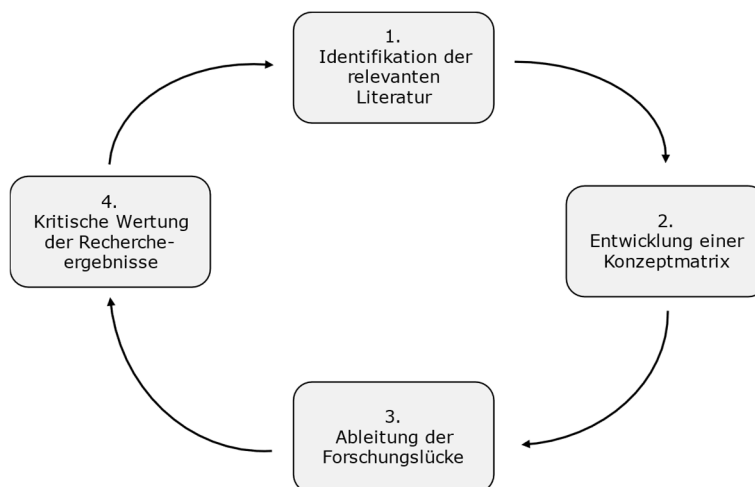 1.
Identifikation der
relevanten
Literatur
2.
Entwicklung einer
Konzeptmatrix
3.
Ableitung der
Forschungslücke
4.
Kritische Wertung
der Recherche-
ergebnisse